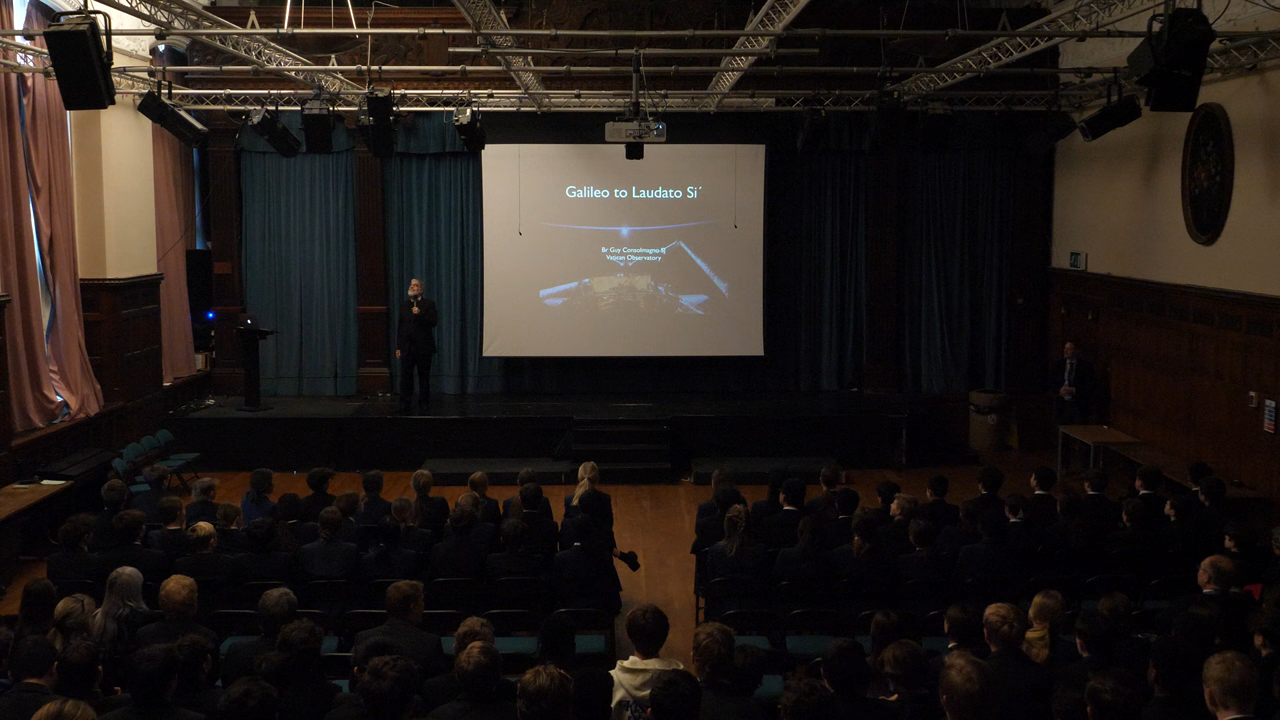 Galileo to Laudato Si´
Br Guy Consolmagno SJ
Vatican Observatory